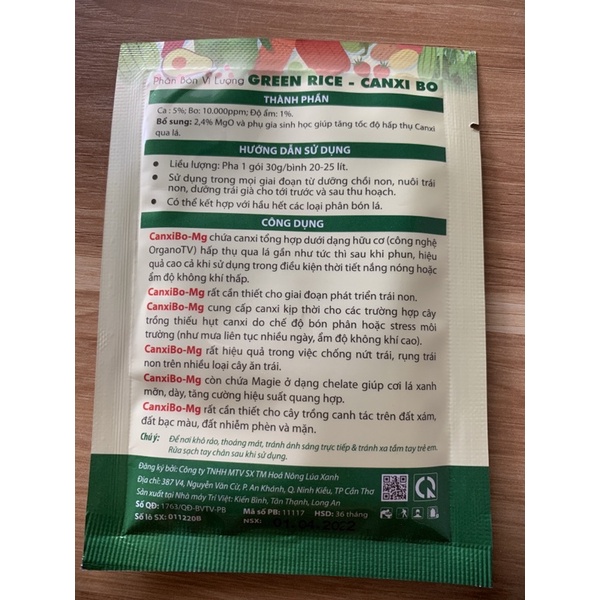 Phân Bón Vi Lượng GREEN RICE - CANXI BO
THÀNH PHẦN
Ca : 5%; Bo: 10.000ppm; Độ ẩm: 1%.
Bổ sung: 2,4% MgO và phụ gia sinh học giúp tăng tốc độ hấp thụ Canxi
qua lá.
HƯỚNG DẪN SỬ DỤNG
• Liều lượng: Pha 1 gói 30g/bình 20-25 lít.
• Sử dụng trong mọi giai đoạn từ dưỡng chồi non, nuôi trái
non, dưỡng trái già cho tới trước và sau thu hoạch.
• Có thể kết hợp với hầu hết các loại phân bón lá.
CÔNG DỤNG
CanxiBo-Mg chứa canxi tổng hợp dưới dạng hữu cơ (công nghệ
OrganoTV) hấp thụ qua lá gần như tức thì sau khi phun, hiệu
quả cao cả khi sử dụng trong điều kiện thời tiết nắng nóng hoặc
ẩm độ không khí thấp.
CanxiBo-Mg rất cần thiết cho giai đoạn phát triển trái non.
CanxiBo-Mg cung cấp canxi kịp thời cho các trường hợp cây
trồng thiếu hụt canxi do chế độ bón phân hoặc stress môi
trường (như mưa liên tục nhiều ngày, ẩm độ không khí cao).
CanxiBo-Mg rất hiệu quả trong việc chống nứt trái, rụng trái
non trên nhiều loại cây ăn trái.
CanxiBo-Mg còn chứa Magie ở dạng chelate giúp cơi lá xanh
mỡn, dày, tăng cường hiệu suất quang hợp.
CanxiBo-Mg rất cần thiết cho cây trồng canh tác trên đất xám,
đất bạc màu, đất nhiễm phèn và mặn.
Chú ý: Để nơi khô ráo, thoáng mát, tránh ánh sáng trực tiếp & tránh xa tầm tay trẻ em.
Rửa sạch tay chân sau khi sử dụng.
Đăng ký bởi: Công ty TNHH MTV SX TM Hoá Nông Lúa Xanh
Địa chỉ: 387 V4, Nguyễn Văn Cừ, P. An Khánh, Q. Ninh Kiều, TP Cần Thơ
Sản xuất tại Nhà máy Trí Việt: Kiến Bình, Tân Thạnh, Long An
Số QĐ: 1763/QĐ-BVTV-PB Mã số PB: 11117 HSD: 36 tháng
Số lô SX: 011220B NSX: 01.04.2022